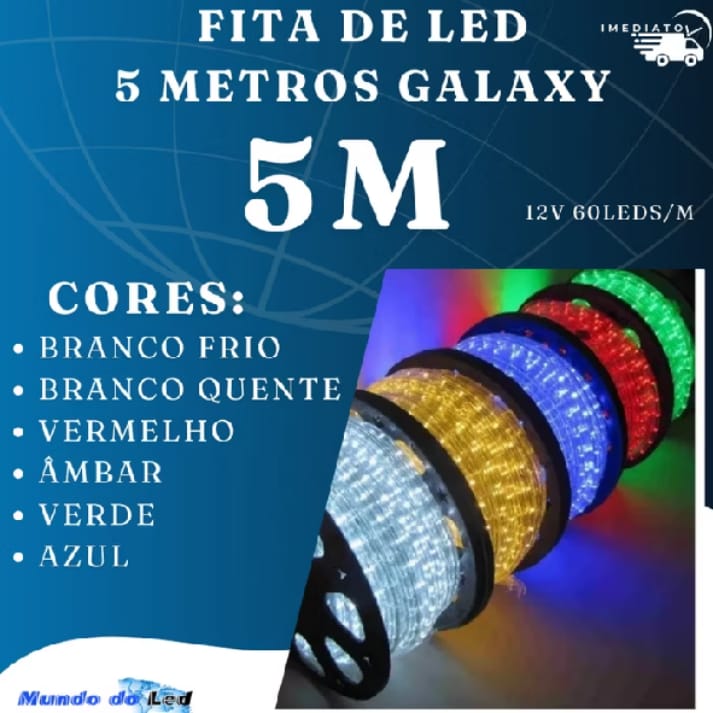 FITA DE LED
IMEDIATO
5 METROS GALAXY
5M
12V 60LEDS/M
CORES:
• BRANCO FRIO
• BRANCO QUENTE
• VERMELHO
• ÂMBAR
• VERDE
• AZUL
Mundo do Led